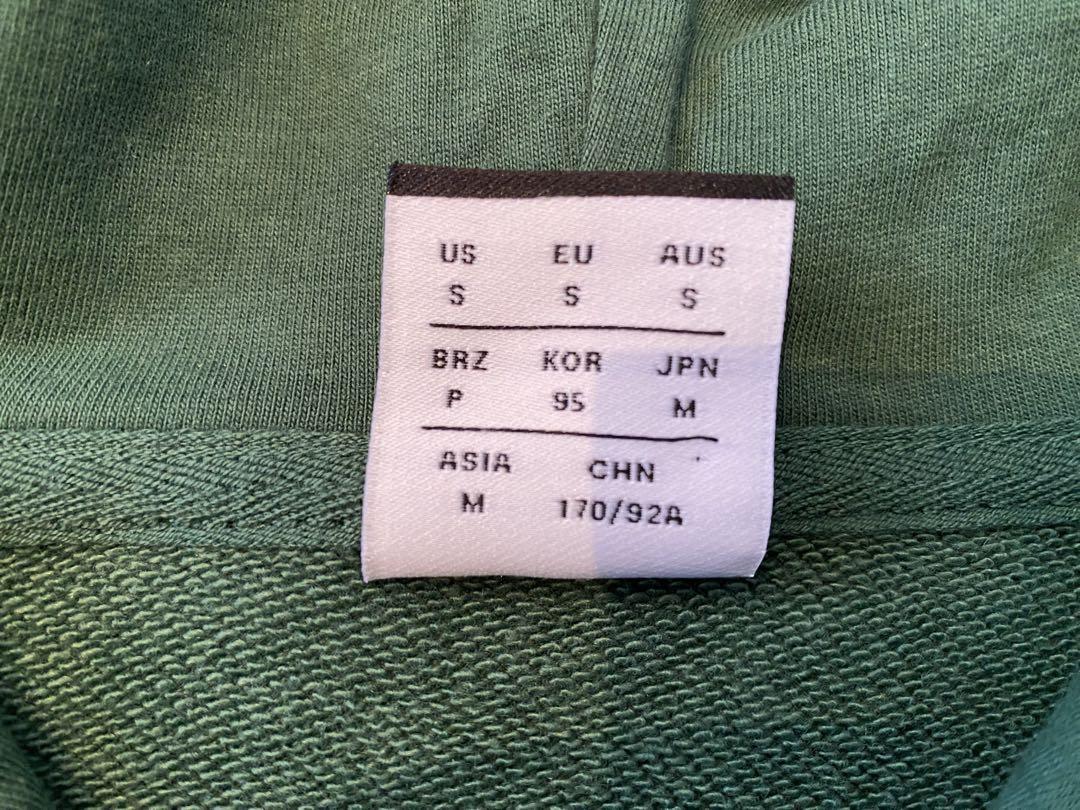 US EU AUS
S S S
BRZ KOR JPN
P 95 M
ASIA CHN
M 170/92A